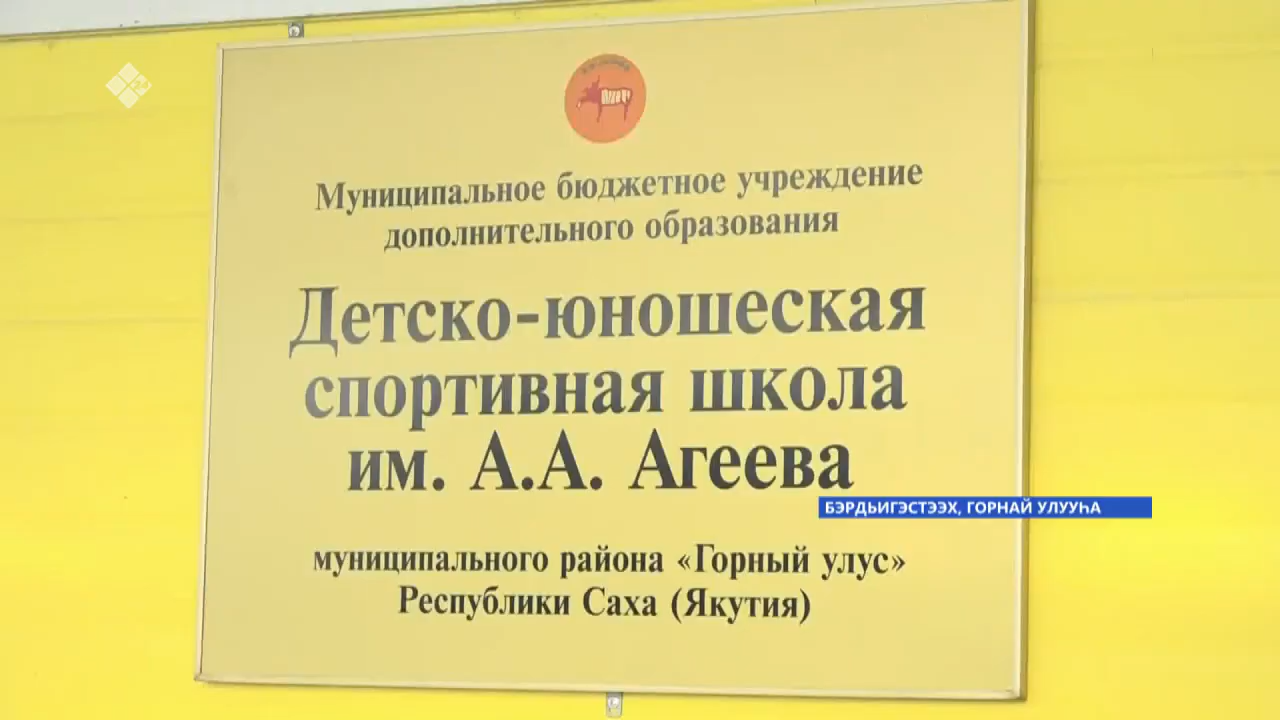 Муниципальное бюджетное учреждение
дополнительного образования
Детско-юношеская
спортивная школа
им. А.А. Агеева
БЭРДЬИГЭСТЭЭХ, ГОРНАЙ УЛУУҺА
муниципального района «Горный улус»
Республики Саха (Якутия)